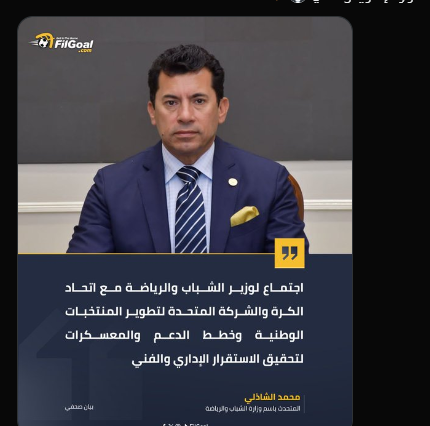 FilGoal
.com
اجتماع لوزير الشباب والرياضة مع اتحاد
الكرة والشركة المتحدة لتطوير المنتخبات
الوطنية وخطط الدعم والمعسكرات
لتحقيق الاستقرار الإداري والفني
محمد الشاذلي
المتحدث باسم وزارة الشباب والرياضة
بيان صحفي